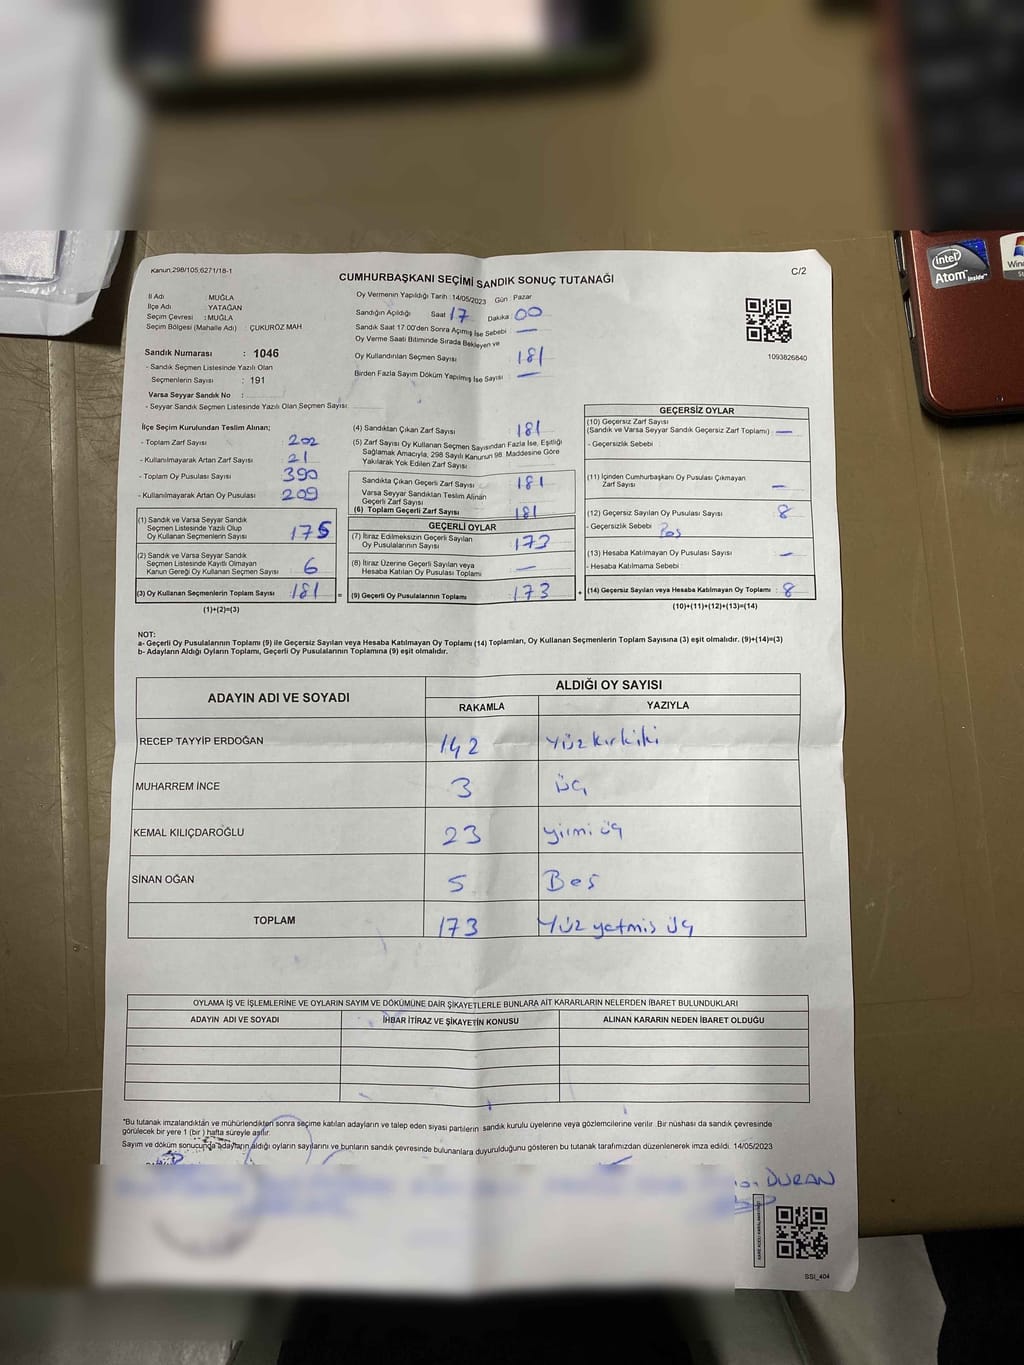 Kanun;298/105,6271/18-1
CUMHURBAŞKANI SEÇİMİ SANDIK SONUÇ TUTANAĞI
C/2
İl Adı : MUĞLA
İlçe Adı : YATAĞAN
Seçim Çevresi : MUĞLA
Seçim Bölgesi (Mahalle Adı) : ÇUKURÖZ MAH
Sandık Numarası : 1046
- Sandık Seçmen Listesinde Yazılı Olan
Seçmenlerin Sayısı : 191
Varsa Seyyar Sandık No :
- Seyyar Sandık Seçmen Listesinde Yazılı Olan Seçmen Sayısı:
Oy Vermenin Yapıldığı Tarih :14/05/2023 Gün : Pazar
Sandığın Açıldığı Saat : 17 Dakika : 00
Sandık Saat 17.00'den Sonra Açımış İse Sebebi : —
Oy Verme Saati Bitiminde Sırada Bekleyen ve
Oy Kullandırılan Seçmen Sayısı : 181
Birden Fazla Sayım Döküm Yapılmış İse Sayısı : —
1093826840
İlçe Seçim Kurulundan Teslim Alınan;
- Toplam Zarf Sayısı : 202
- Kullanılmayarak Artan Zarf Sayısı : 21
- Toplam Oy Pusulası Sayısı : 390
- Kullanılmayarak Artan Oy Pusulası : 209
(1) Sandık ve Varsa Seyyar Sandık
Seçmen Listesinde Yazılı Olup
Oy Kullanan Seçmenlerin Sayısı : 175
(2) Sandık ve Varsa Seyyar Sandık
Seçmen Listesinde Kayıtlı Olmayan
Kanun Gereği Oy Kullanan Seçmen Sayısı : 6
(3) Oy Kullanan Seçmenlerin Toplam Sayısı : 181
(1)+(2)=(3)
=
(4) Sandıktan Çıkan Zarf Sayısı : 181
(5) Zarf Sayısı Oy Kullanan Seçmen Sayısından Fazla İse, Eşitliği
Sağlamak Amacıyla, 298 Sayılı Kanunun 98. Maddesine Göre
Yakılarak Yok Edilen Zarf Sayısı :
Sandıkta Çıkan Geçerli Zarf Sayısı : 181
Varsa Seyyar Sandıktan Teslim Alınan
Geçerli Zarf Sayısı :
(6) Toplam Geçerli Zarf Sayısı : 181
GEÇERLİ OYLAR
(7) İtiraz Edilmeksizin Geçerli Sayılan
Oy Pusulalarının Sayısı : 173
(8) İtiraz Üzerine Geçerli Sayılan veya
Hesaba Katılan Oy Pusulası Toplamı : —
(9) Geçerli Oy Pusulalarının Toplamı : 173
+
GEÇERSİZ OYLAR
(10) Geçersiz Zarf Sayısı
(Sandık ve Varsa Seyyar Sandık Geçersiz Zarf Toplamı) : —
- Geçersizlik Sebebi :
(11) İçinden Cumhurbaşkanı Oy Pusulası Çıkmayan
Zarf Sayısı : —
(12) Geçersiz Sayılan Oy Pusulası Sayısı : 8
- Geçersizlik Sebebi : Boş
(13) Hesaba Katılmayan Oy Pusulası Sayısı : —
- Hesaba Katılmama Sebebi :
(14) Geçersiz Sayılan veya Hesaba Katılmayan Oy Toplamı : 8
(10)+(11)+(12)+(13)=(14)
NOT:
a- Geçerli Oy Pusulalarının Toplamı (9) ile Geçersiz Sayılan veya Hesaba Katılmayan Oy Toplamı (14) Toplamları, Oy Kullanan Seçmenlerin Toplam Sayısına (3) eşit olmalıdır. (9)+(14)=(3)
b- Adayların Aldığı Oyların Toplamı, Geçerli Oy Pusulalarının Toplamına (9) eşit olmalıdır.
ADAYIN ADI VE SOYADI
ALDIĞI OY SAYISI
RAKAMLA YAZIYLA
RECEP TAYYİP ERDOĞAN 142 Yüzkırkiki
MUHARREM İNCE 3 üç
KEMAL KILIÇDAROĞLU 23 yirmi üç
SİNAN OĞAN 5 Beş
TOPLAM 173 Yüz yetmiş üç
OYLAMA İŞ VE İŞLEMLERİNE VE OYLARIN SAYIM VE DÖKÜMÜNE DAİR ŞİKAYETLERLE BUNLARA AİT KARARLARIN NELERDEN İBARET BULUNDUKLARI
ADAYIN ADI VE SOYADI İHBAR İTİRAZ VE ŞİKAYETİN KONUSU ALINAN KARARIN NEDEN İBARET OLDUĞU
*Bu tutanak imzalandıktan ve mühürlendikten sonra seçime katılan adayların ve talep eden siyasi partilerin sandık kurulu üyelerine veya gözlemcilerine verilir. Bir nüshası da sandık çevresinde
görülecek bir yere 1 (bir ) hafta süreyle asılır.
Sayım ve döküm sonucunda adayların aldığı oyların sayılarını ve bunların sandık çevresinde bulunanlara duyurulduğunu gösteren bu tutanak tarafımızdan düzenlenerek imza edildi. 14/05/2023
DURAN
SSI_404
intel
Atom
inside